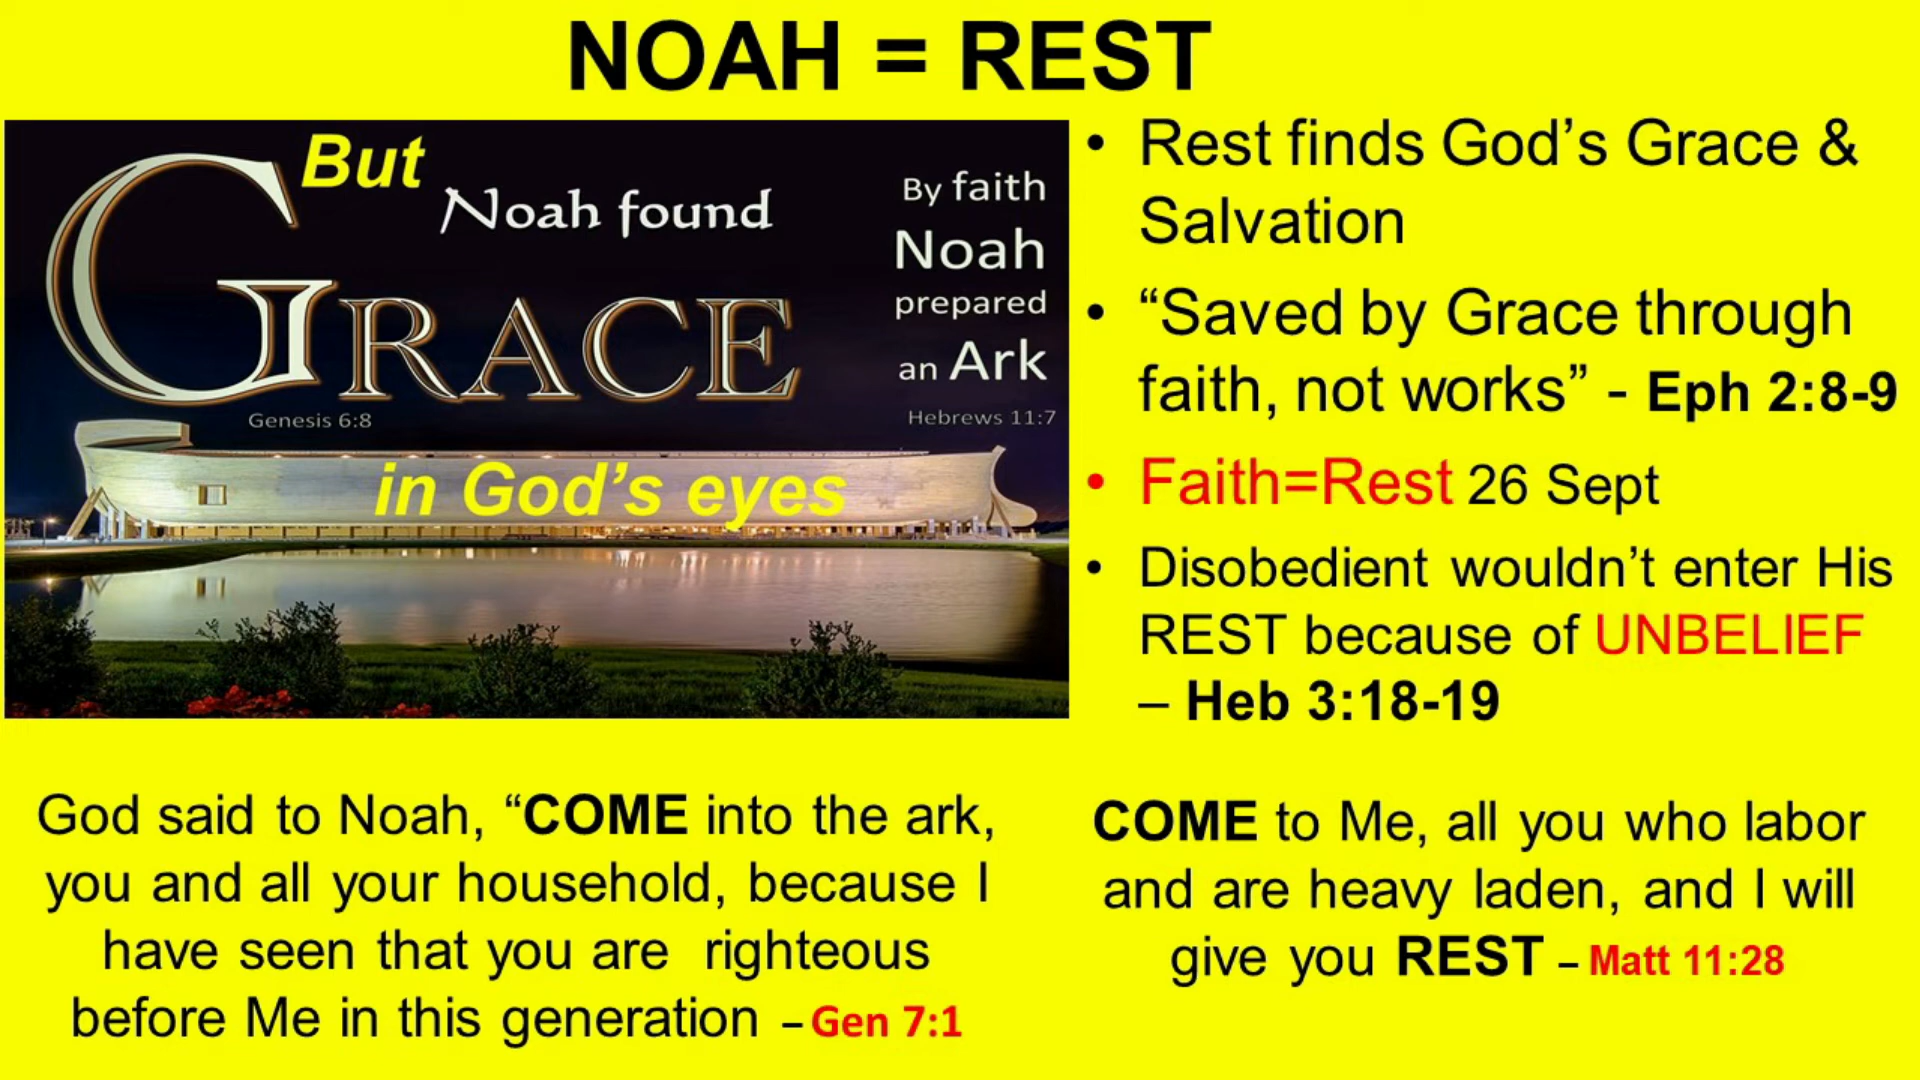 NOAH = REST
But
Noah found
GRACE
Genesis 6:8
in God’s eyes
By faith
Noah
prepared
an Ark
Hebrews 11:7
• Rest finds God’s Grace &
Salvation
• “Saved by Grace through
faith, not works” - Eph 2:8-9
• Faith=Rest 26 Sept
• Disobedient wouldn’t enter His
REST because of UNBELIEF
– Heb 3:18-19
God said to Noah, “COME into the ark,
you and all your household, because I
have seen that you are righteous
before Me in this generation – Gen 7:1
COME to Me, all you who labor
and are heavy laden, and I will
give you REST – Matt 11:28